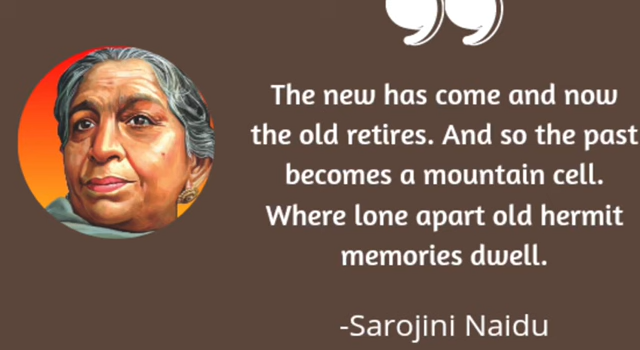 The new has come and now
the old retires. And so the past
becomes a mountain cell.
Where lone apart old hermit
memories dwell.
-Sarojini Naidu